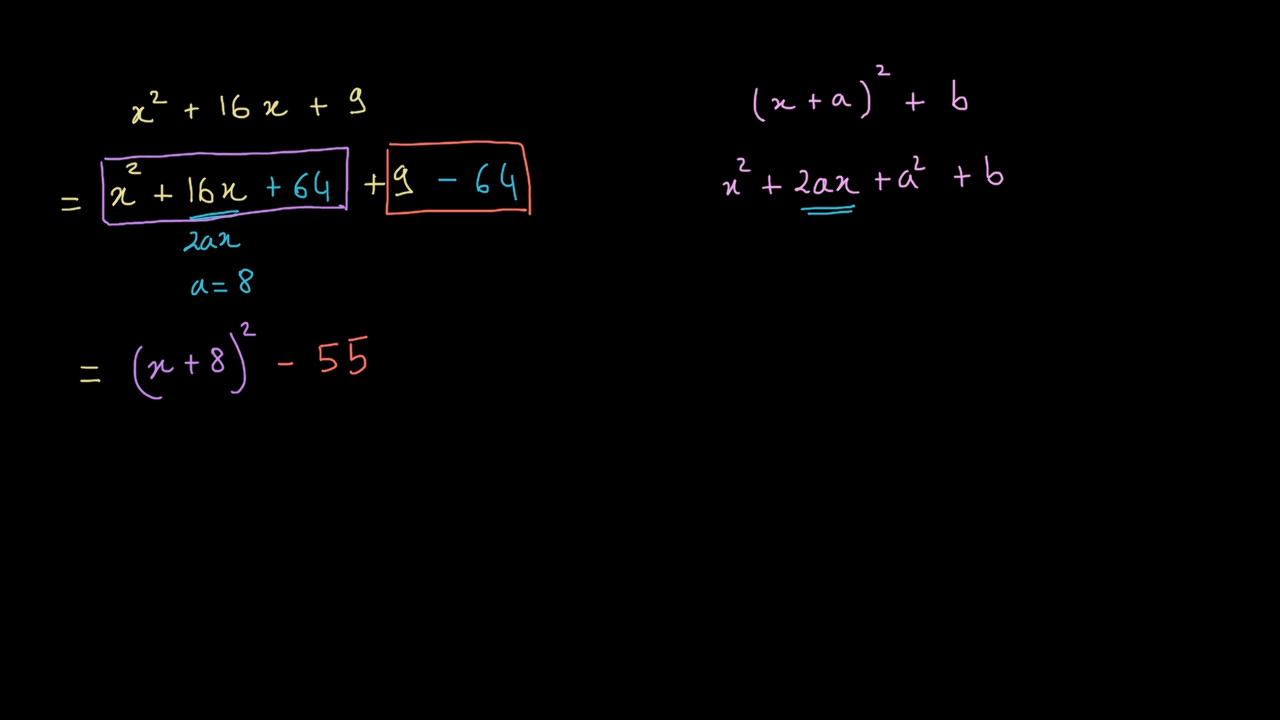 x² + 16x + 9
= x² + 16x + 64 + 9 - 64
2ax
a = 8
= (x + 8)² - 55
(x + a)² + b
x² + 2ax + a² + b